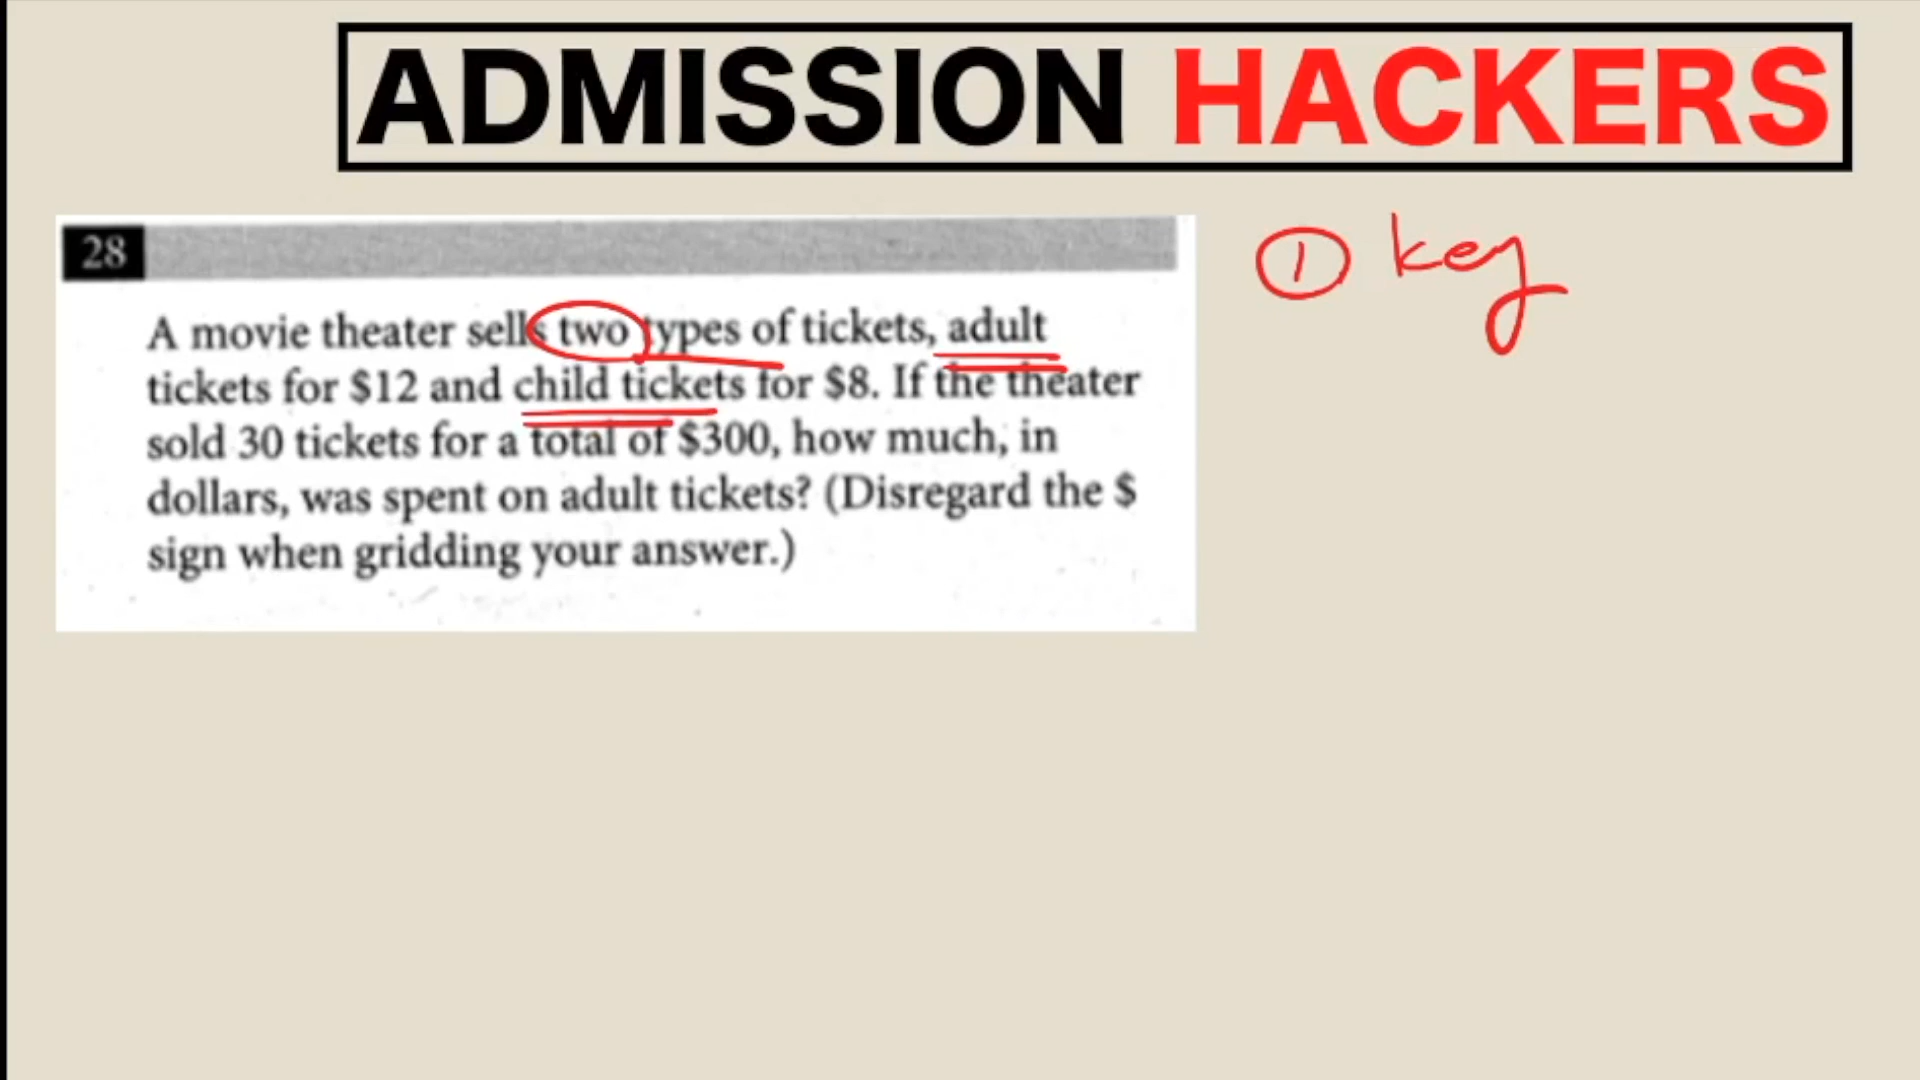 ADMISSION HACKERS
28
① key
A movie theater sells two types of tickets, adult
tickets for $12 and child tickets for $8. If the theater
sold 30 tickets for a total of $300, how much, in
dollars, was spent on adult tickets? (Disregard the $
sign when gridding your answer.)